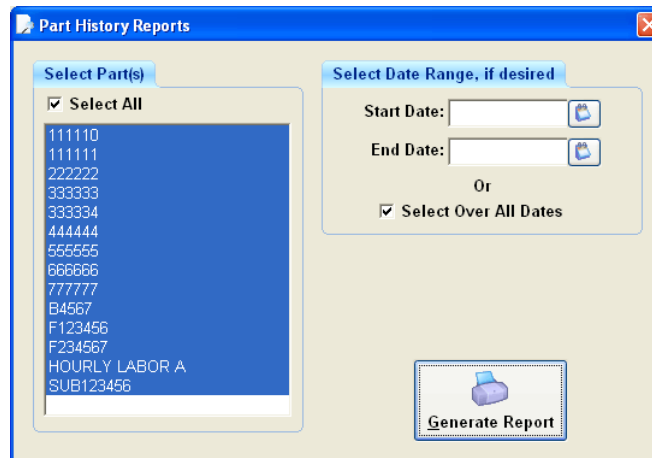 Part History Reports
Select Part(s)
Select All
111110
111111
222222
333333
333334
444444
555555
666666
777777
B4567
F123456
F234567
HOURLY LABOR A
SUB123456
Select Date Range, if desired
Start Date:
End Date:
Or
Select Over All Dates
Generate Report